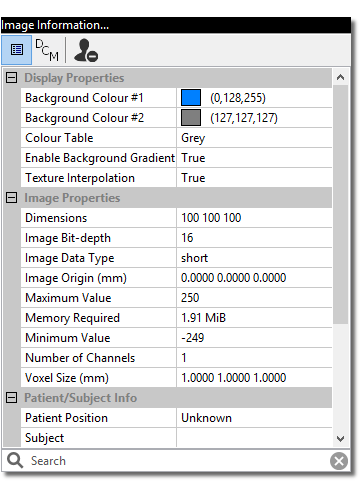 Image Information...
DCM
Display Properties
Background Colour #1 (0,128,255)
Background Colour #2 (127,127,127)
Colour Table Grey
Enable Background Gradient True
Texture Interpolation True
Image Properties
Dimensions 100 100 100
Image Bit-depth 16
Image Data Type short
Image Origin (mm) 0.0000 0.0000 0.0000
Maximum Value 250
Memory Required 1.91 MiB
Minimum Value -249
Number of Channels 1
Voxel Size (mm) 1.0000 1.0000 1.0000
Patient/Subject Info
Patient Position Unknown
Subject
Search